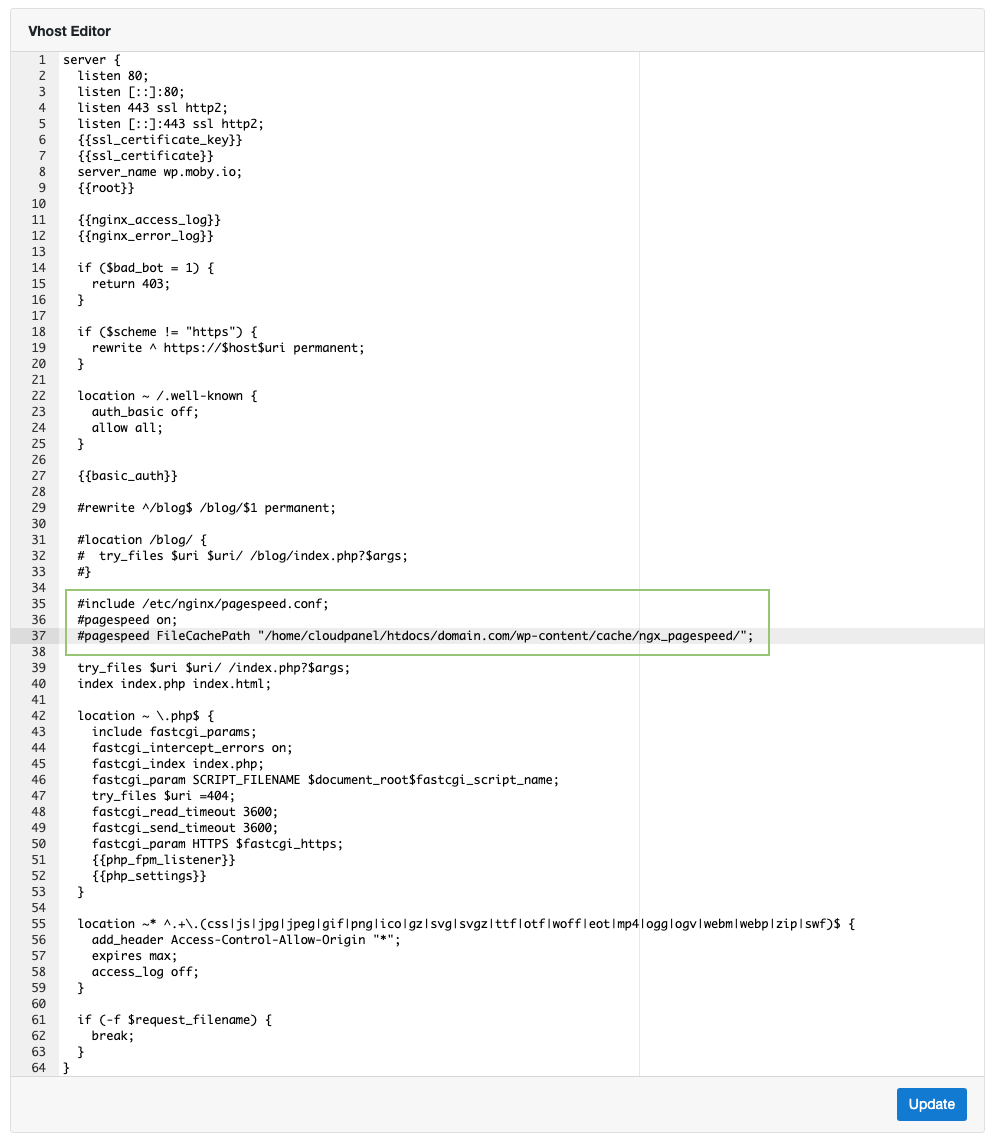 Vhost Editor
1 server {
2   listen 80;
3   listen [::]:80;
4   listen 443 ssl http2;
5   listen [::]:443 ssl http2;
6   {{ssl_certificate_key}}
7   {{ssl_certificate}}
8   server_name wp.moby.io;
9   {{root}}
10
11   {{nginx_access_log}}
12   {{nginx_error_log}}
13
14   if ($bad_bot = 1) {
15     return 403;
16   }
17
18   if ($scheme != "https") {
19     rewrite ^ https://$host$uri permanent;
20   }
21
22   location ~ /.well-known {
23     auth_basic off;
24     allow all;
25   }
26
27   {{basic_auth}}
28
29   #rewrite ^/blog$ /blog/$1 permanent;
30
31   #location /blog/ {
32   #  try_files $uri $uri/ /blog/index.php?$args;
33   #}
34
35   #include /etc/nginx/pagespeed.conf;
36   #pagespeed on;
37   #pagespeed FileCachePath "/home/cloudpanel/htdocs/domain.com/wp-content/cache/ngx_pagespeed/";
38
39   try_files $uri $uri/ /index.php?$args;
40   index index.php index.html;
41
42   location ~ \.php$ {
43     include fastcgi_params;
44     fastcgi_intercept_errors on;
45     fastcgi_index index.php;
46     fastcgi_param SCRIPT_FILENAME $document_root$fastcgi_script_name;
47     try_files $uri =404;
48     fastcgi_read_timeout 3600;
49     fastcgi_send_timeout 3600;
50     fastcgi_param HTTPS $fastcgi_https;
51     {{php_fpm_listener}}
52     {{php_settings}}
53   }
54
55   location ~* ^.+\.(css|js|jpg|jpeg|gif|png|ico|gz|svg|svgz|ttf|otf|woff|eot|mp4|ogg|ogv|webm|webp|zip|swf)$ {
56     add_header Access-Control-Allow-Origin "*";
57     expires max;
58     access_log off;
59   }
60
61   if (-f $request_filename) {
62     break;
63   }
64 }
Update